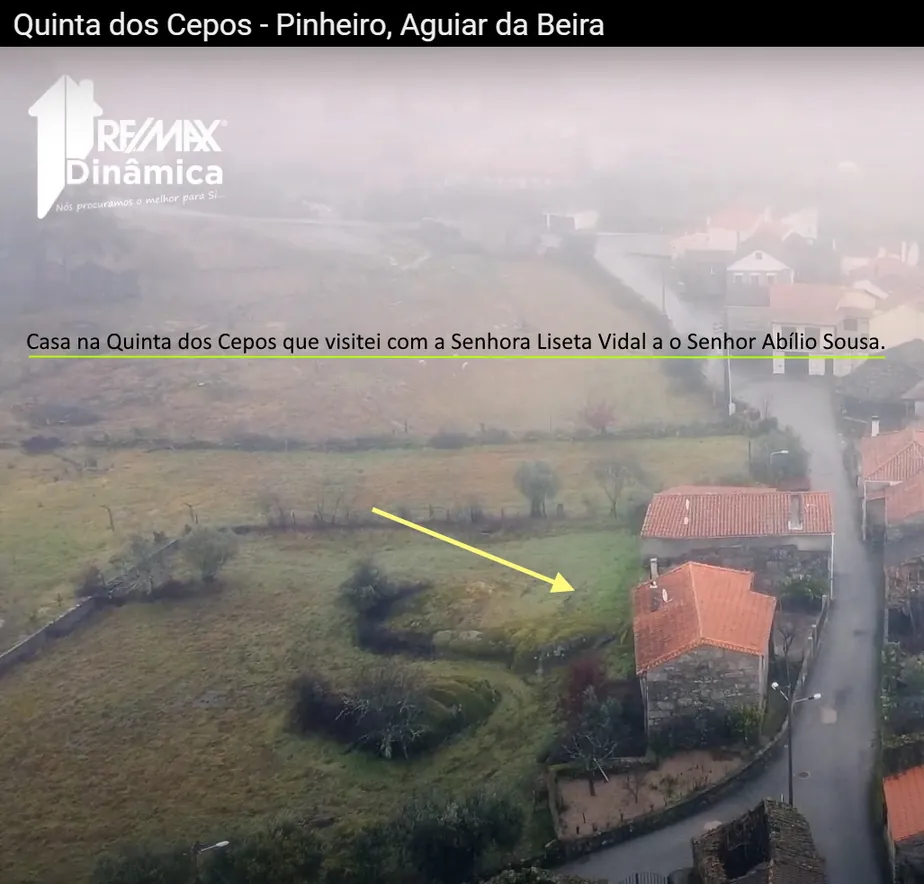 Quinta dos Cepos - Pinheiro, Aguiar da Beira
RE/MAX®
Dinâmica
Nós procuramos o melhor para Si...
Casa na Quinta dos Cepos que visitei com a Senhora Liseta Vidal a o Senhor Abílio Sousa.